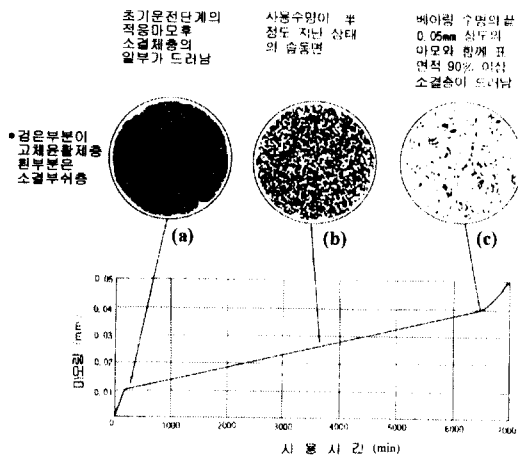 초기운전단계의
적응마모후
소결체층의
일부가 드러남
사용수명이 半
정도 지난 상태
의 습동면
베어링 수명의끝
0.05mm 정도의
마모와 함께 표
면적 90% 이상
소결층이 드러남
*검은부분이
고체윤활제층
흰부분은
소결부쉬층
(a)
(b)
(c)
0.05
0.04
0.03
0.02
0.01
0
1000
2000
3000
4000
5000
6000
7000
마모량 (mm)
사 용 시 간 (min)